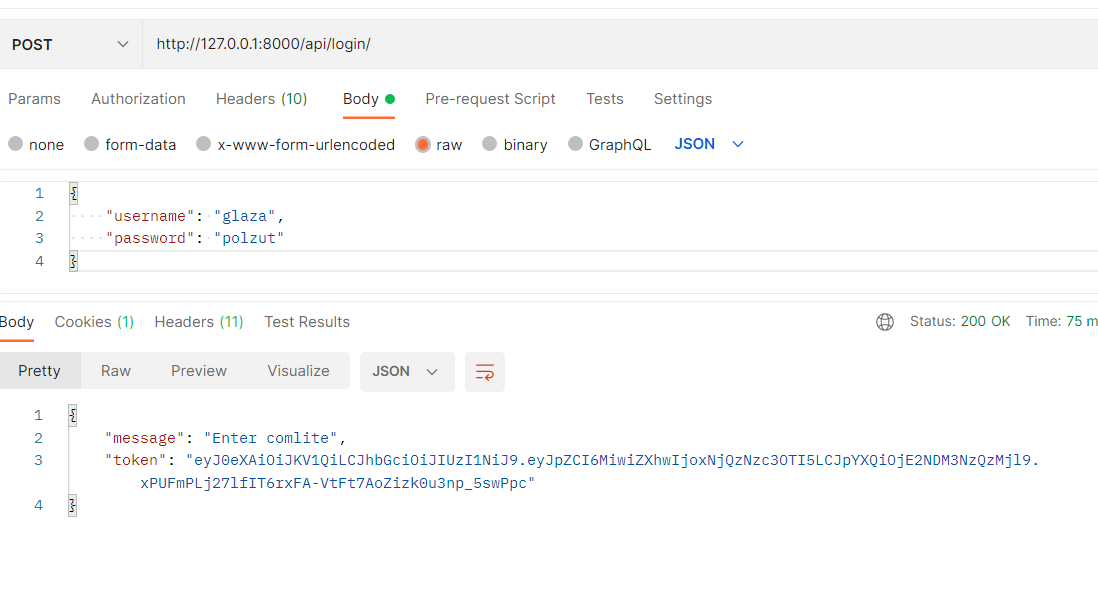 POST http://127.0.0.1:8000/api/login/
Params Authorization Headers (10) Body Pre-request Script Tests Settings
none form-data x-www-form-urlencoded raw binary GraphQL JSON
1 {
2 "username": "glaza",
3 "password": "polzut"
4 }
Body Cookies (1) Headers (11) Test Results Status: 200 OK Time: 75 m
Pretty Raw Preview Visualize JSON
1 {
2 "message": "Enter comlite",
3 "token": "eyJ0eXAiOiJKV1QiLCJhbGciOiJIUzI1NiJ9.eyJpZCI6MiwiZXhwIjoxNjQzNzc3OTI5LCJpYXQiOjE2NDM3NzQzMjl9.
xPUFmPLj27lfIT6rxFA-VtFt7AoZizk0u3np_5swPpc"
4 }